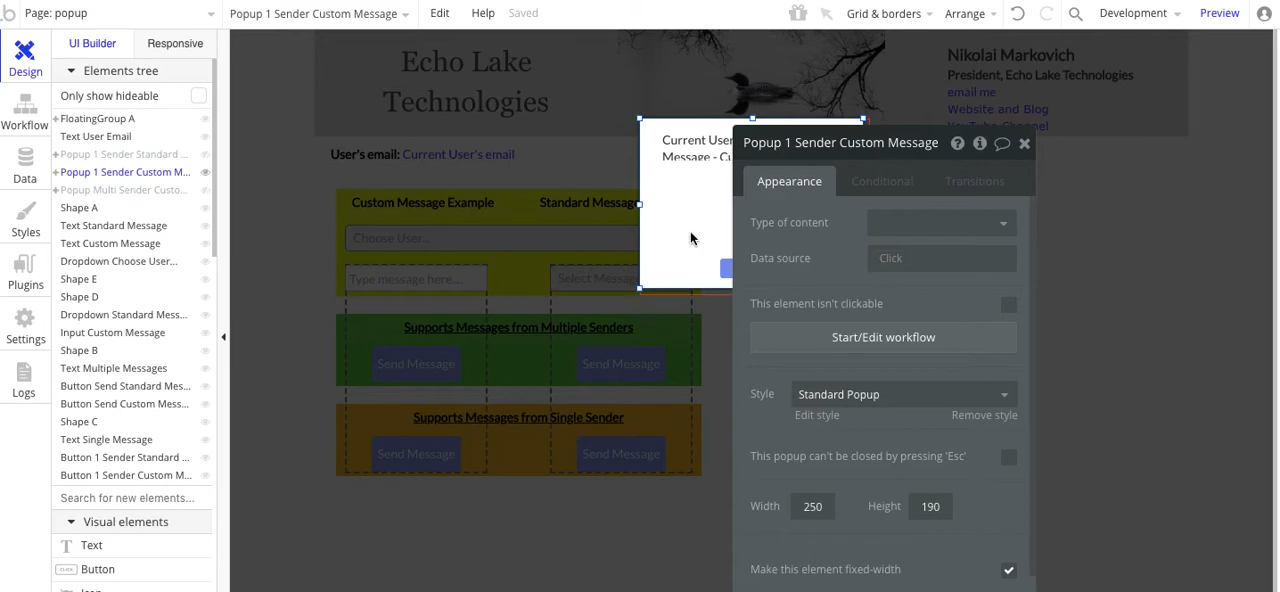 Page: popup
Popup 1 Sender Custom Message
Edit
Help
Saved
Grid & borders
Arrange
Development
Preview
UI Builder
Responsive
Design
Workflow
Data
Styles
Plugins
Settings
Logs
Elements tree
Only show hideable
FloatingGroup A
Text User Email
Popup 1 Sender Standard ...
Popup 1 Sender Custom M...
Popup Multi Sender Custo...
Shape A
Text Standard Message
Text Custom Message
Dropdown Choose User...
Shape E
Shape D
Dropdown Standard Mess...
Input Custom Message
Shape B
Text Multiple Messages
Button Send Standard Mes...
Button Send Custom Mess...
Shape C
Text Single Message
Button 1 Sender Standard ...
Button 1 Sender Custom M...
Search for new elements...
Visual elements
Text
CLICK
Button
Echo Lake
Technologies
Nikolai Markovich
President, Echo Lake Technologies
email me
Website and Blog
YouTube Channel
User's email: Current User's email
Custom Message Example
Standard Message
Choose User...
Type message here...
Select Message
Supports Messages from Multiple Senders
Send Message
Send Message
Supports Messages from Single Sender
Send Message
Send Message
Current User
Message - Cu
Popup 1 Sender Custom Message
Appearance
Conditional
Transitions
Type of content
Data source
Click
This element isn't clickable
Start/Edit workflow
Style
Standard Popup
Edit style
Remove style
This popup can't be closed by pressing 'Esc'
Width
250
Height
190
Make this element fixed-width